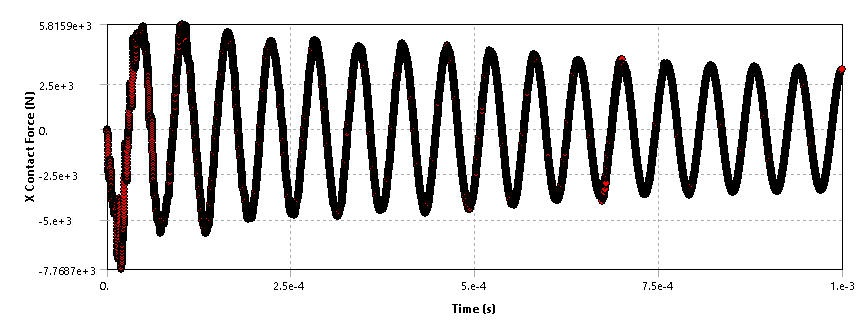 5.8159e+3
2.5e+3
0.
-2.5e+3
-5.e+3
-7.7687e+3
X Contact Force (N)
0. 2.5e-4 5.e-4 7.5e-4 1.e-3
Time (s)